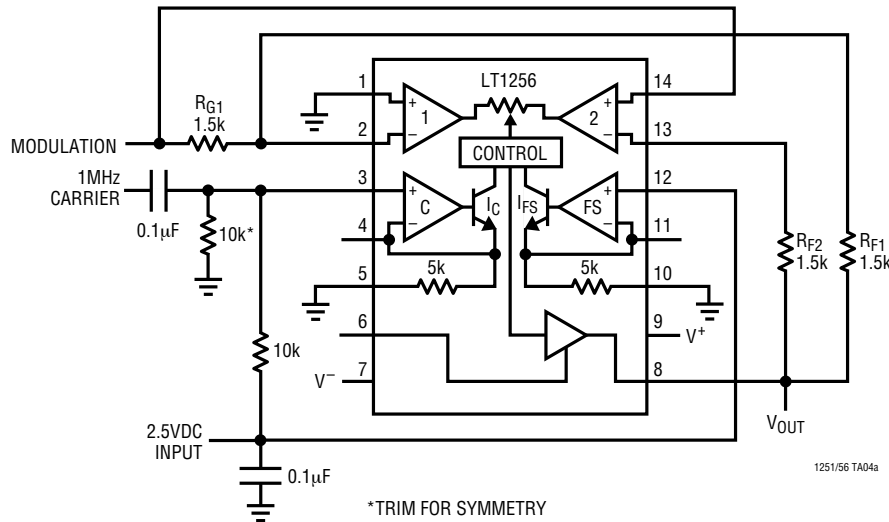 1
LT1256
14
R_G1
1.5k
+
−
1
+
−
2
MODULATION
2
13
CONTROL
1MHz
CARRIER
3
12
+
−
C
I_C
I_FS
+
−
FS
0.1µF
10k*
4
11
R_F2
1.5k
R_F1
1.5k
5
5k
5k
10
10k
6
9
V+
V−
7
8
V_OUT
2.5VDC
INPUT
0.1µF
1251/56 TA04a
*TRIM FOR SYMMETRY